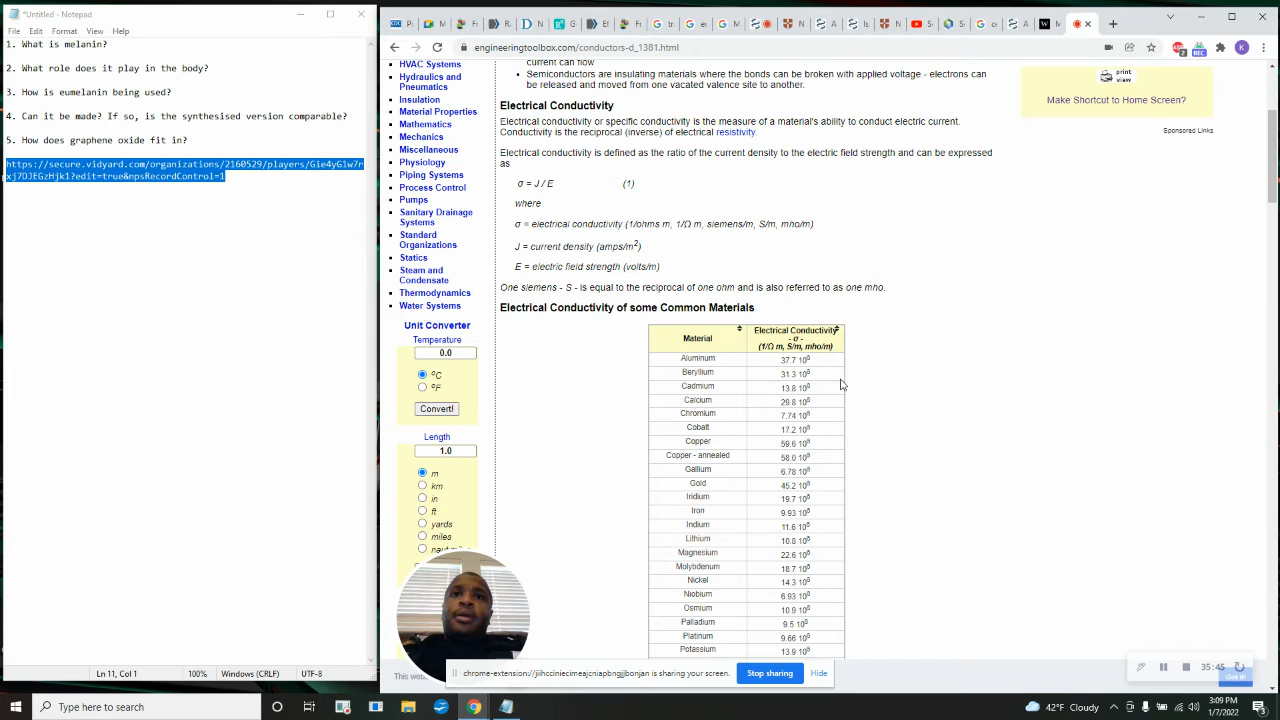 *Untitled - Notepad
File Edit Format View Help
1. What is melanin?
2. What role does it play in the body?
3. How is eumelanin being used?
4. Can it be made? If so, is the synthesised version comparable?
5. How does graphene oxide fit in?
https://secure.vidyard.com/organizations/2160529/players/Gie4yG1w7r
xj7DJEGzHjk1?edit=true&npsRecordControl=1
Ln 11, Col 1 100% Windows (CRLF) UTF-8
engineeringtoolbox.com/conductors-d_1381.html
HVAC Systems
Hydraulics and
Pneumatics
Insulation
Material Properties
Mathematics
Mechanics
Miscellaneous
Physiology
Piping Systems
Process Control
Pumps
Sanitary Drainage
Systems
Standard
Organizations
Statics
Steam and
Condensate
Thermodynamics
Water Systems
Unit Converter
Temperature
0.0
ºC
ºF
Convert!
Length
1.0
m
km
in
ft
yards
miles
current can flow
Semiconductors are insulating materials where the bonds can be broken with applied voltage - electrons can
be released and moved from one vacated valence site to another.
Electrical Conductivity
Electrical conductivity or specific conductivity is the measure of a material's ability to conduct electric current.
Conductivity is the reciprocal (inverse) of electrical resistivity.
Electrical conductivity is defined as the ratio of the current density to the electric field strength and can be expressed
as
σ = J / E (1)
where
σ = electrical conductivity (1/ohms m, 1/Ω m, siemens/m, S/m, mho/m)
J = current density (amps/m²)
E = electric field strength (volts/m)
One siemens - S - is equal to the reciprocal of one ohm and is also referred to as one mho.
Electrical Conductivity of some Common Materials
Material Electrical Conductivity
- σ -
(1/Ω m, S/m, mho/m)
Aluminum 37.7 10⁶
Beryllium 31.3 10⁶
Cadmium 13.8 10⁶
Calcium 29.8 10⁶
Chromium 7.74 10⁶
Cobalt 17.2 10⁶
Copper 59.6 10⁶
Copper - annealed 58.0 10⁶
Gallium 6.78 10⁶
Gold 45.2 10⁶
Iridium 19.7 10⁶
Iron 9.93 10⁶
Indium 11.6 10⁶
Lithium 10.8 10⁶
Magnesium 22.6 10⁶
Molybdenum 18.7 10⁶
Nickel 14.3 10⁶
Niobium 6.93 10⁶
Osmium 10.9 10⁶
Palladium 9.5 10⁶
Platinum 9.66 10⁶
Potassium 13.9 10⁶
print
view
Make Shortcut to Home Screen?
Sponsored Links
This web
chrome-extension://jiihcciniecimeajcniapbngjjbonjan is sharing your screen. Stop sharing Hide
35:45
Got it!
Type here to search
42°F Cloudy
3:09 PM
1/7/2022